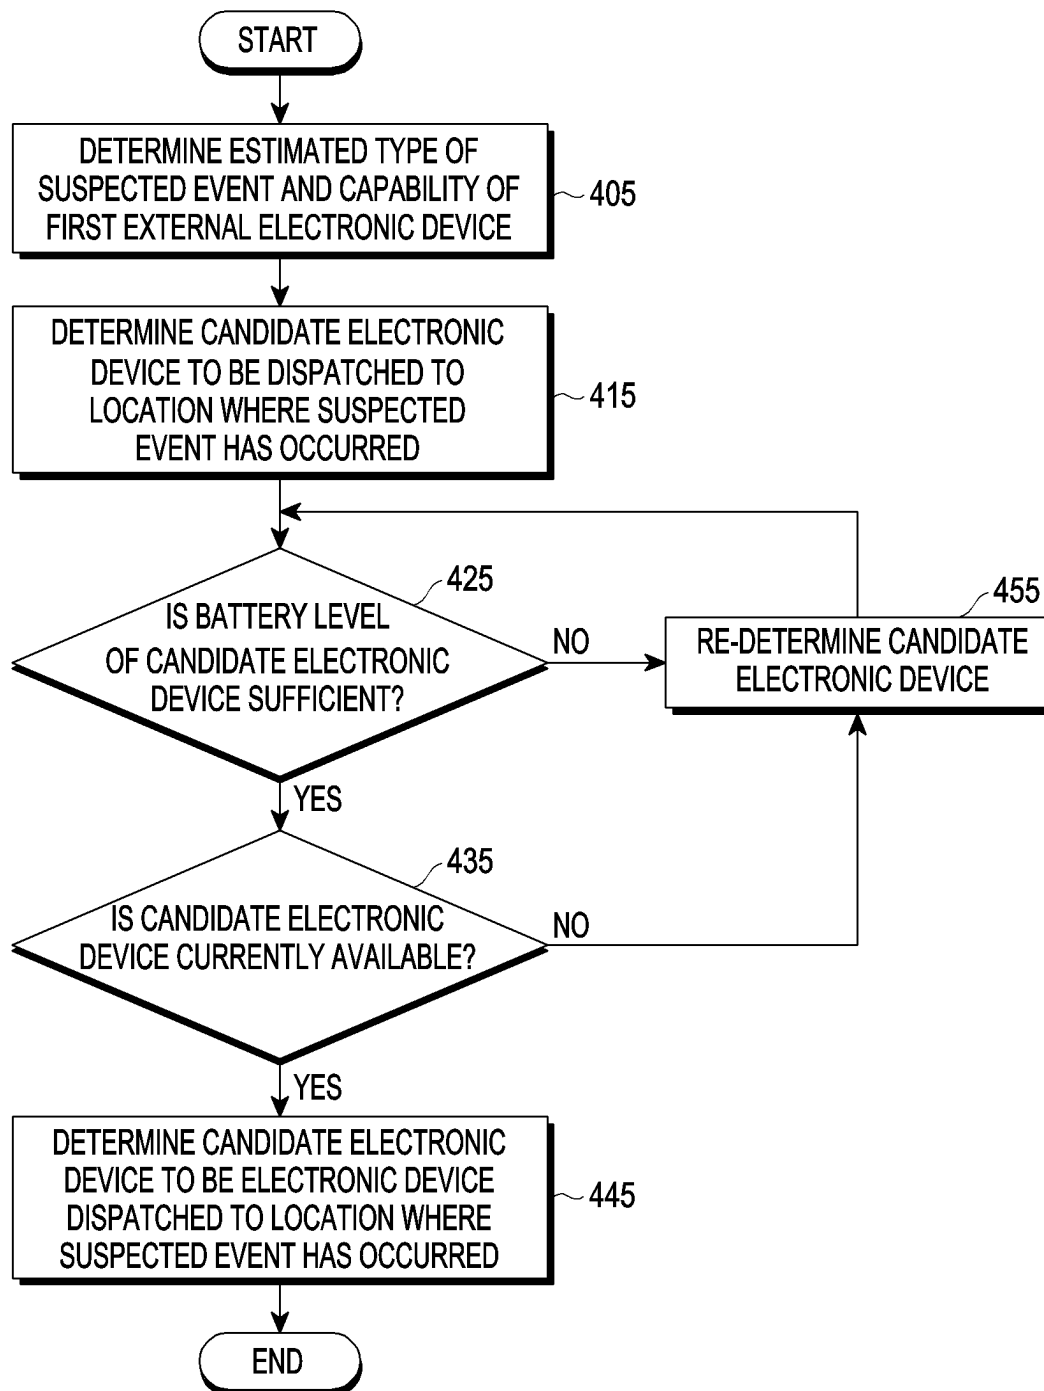 START
DETERMINE ESTIMATED TYPE OF
SUSPECTED EVENT AND CAPABILITY OF
FIRST EXTERNAL ELECTRONIC DEVICE
405
DETERMINE CANDIDATE ELECTRONIC
DEVICE TO BE DISPATCHED TO
LOCATION WHERE SUSPECTED
EVENT HAS OCCURRED
415
IS BATTERY LEVEL
OF CANDIDATE ELECTRONIC
DEVICE SUFFICIENT?
425
NO
455
RE-DETERMINE CANDIDATE
ELECTRONIC DEVICE
YES
435
IS CANDIDATE ELECTRONIC
DEVICE CURRENTLY AVAILABLE?
NO
YES
DETERMINE CANDIDATE ELECTRONIC
DEVICE TO BE ELECTRONIC DEVICE
DISPATCHED TO LOCATION WHERE
SUSPECTED EVENT HAS OCCURRED
445
END